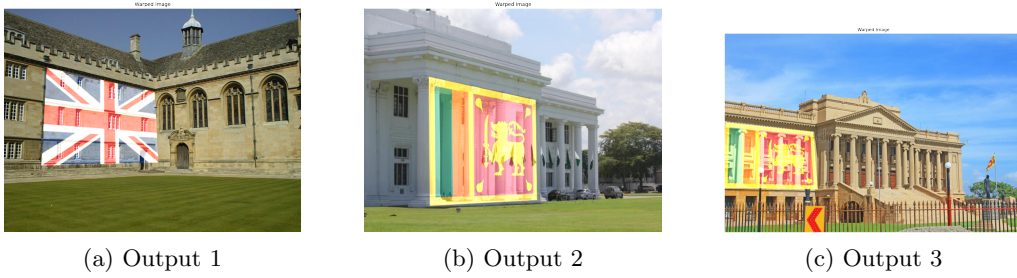 Warped Image
Warped Image
Warped Image
(a) Output 1
(b) Output 2
(c) Output 3